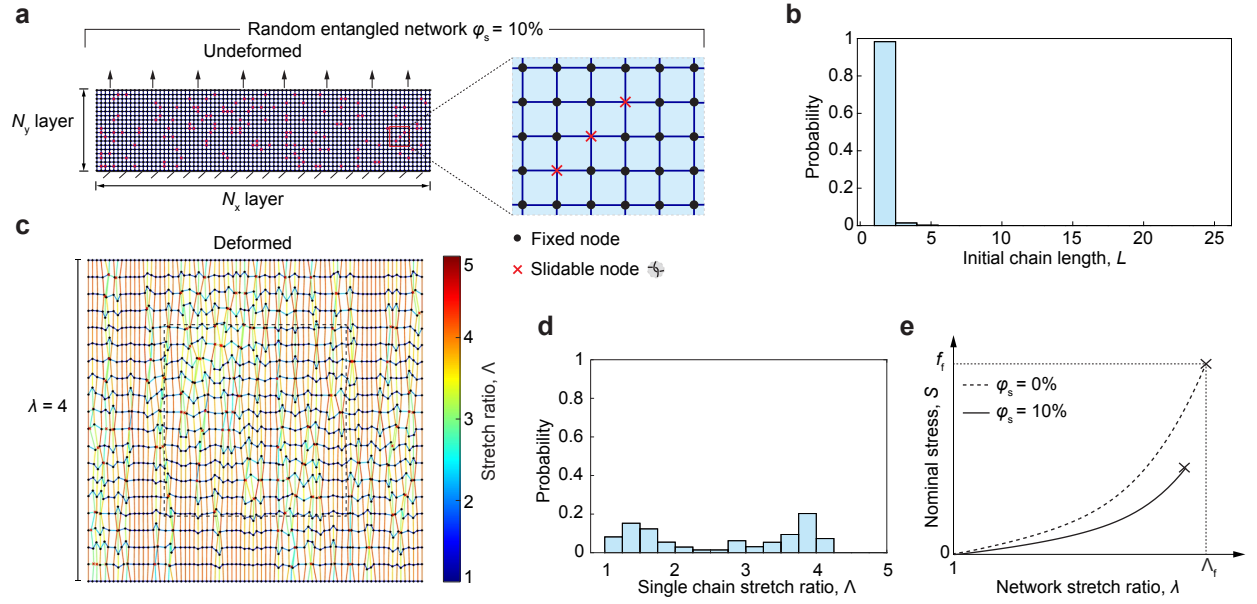 a
Random entangled network φs = 10%
Undeformed
Ny layer
Nx layer
Fixed node
Slidable node
b
Probability
1
0.8
0.6
0.4
0.2
0
0 5 10 15 20 25
Initial chain length, L
c
Deformed
λ = 4
5
4
3
2
1
Stretch ratio, Λ
d
Probability
1
0.8
0.6
0.4
0.2
0
1 2 3 4 5
Single chain stretch ratio, Λ
e
Nominal stress, S
ff
0
φs = 0%
φs = 10%
1
Λf
Network stretch ratio, λ